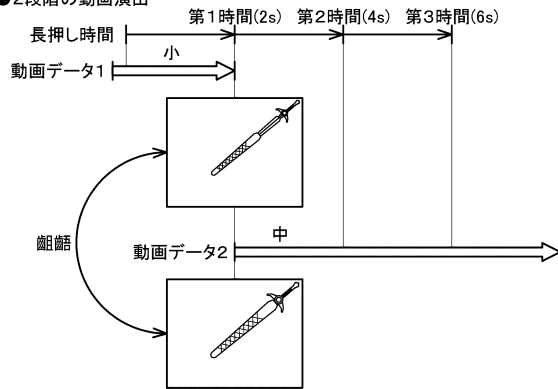 ●2段階の動画演出
第1時間(2s) 第2時間(4s) 第3時間(6s)
長押し時間
小
動画データ1
齟齬
中
動画データ2